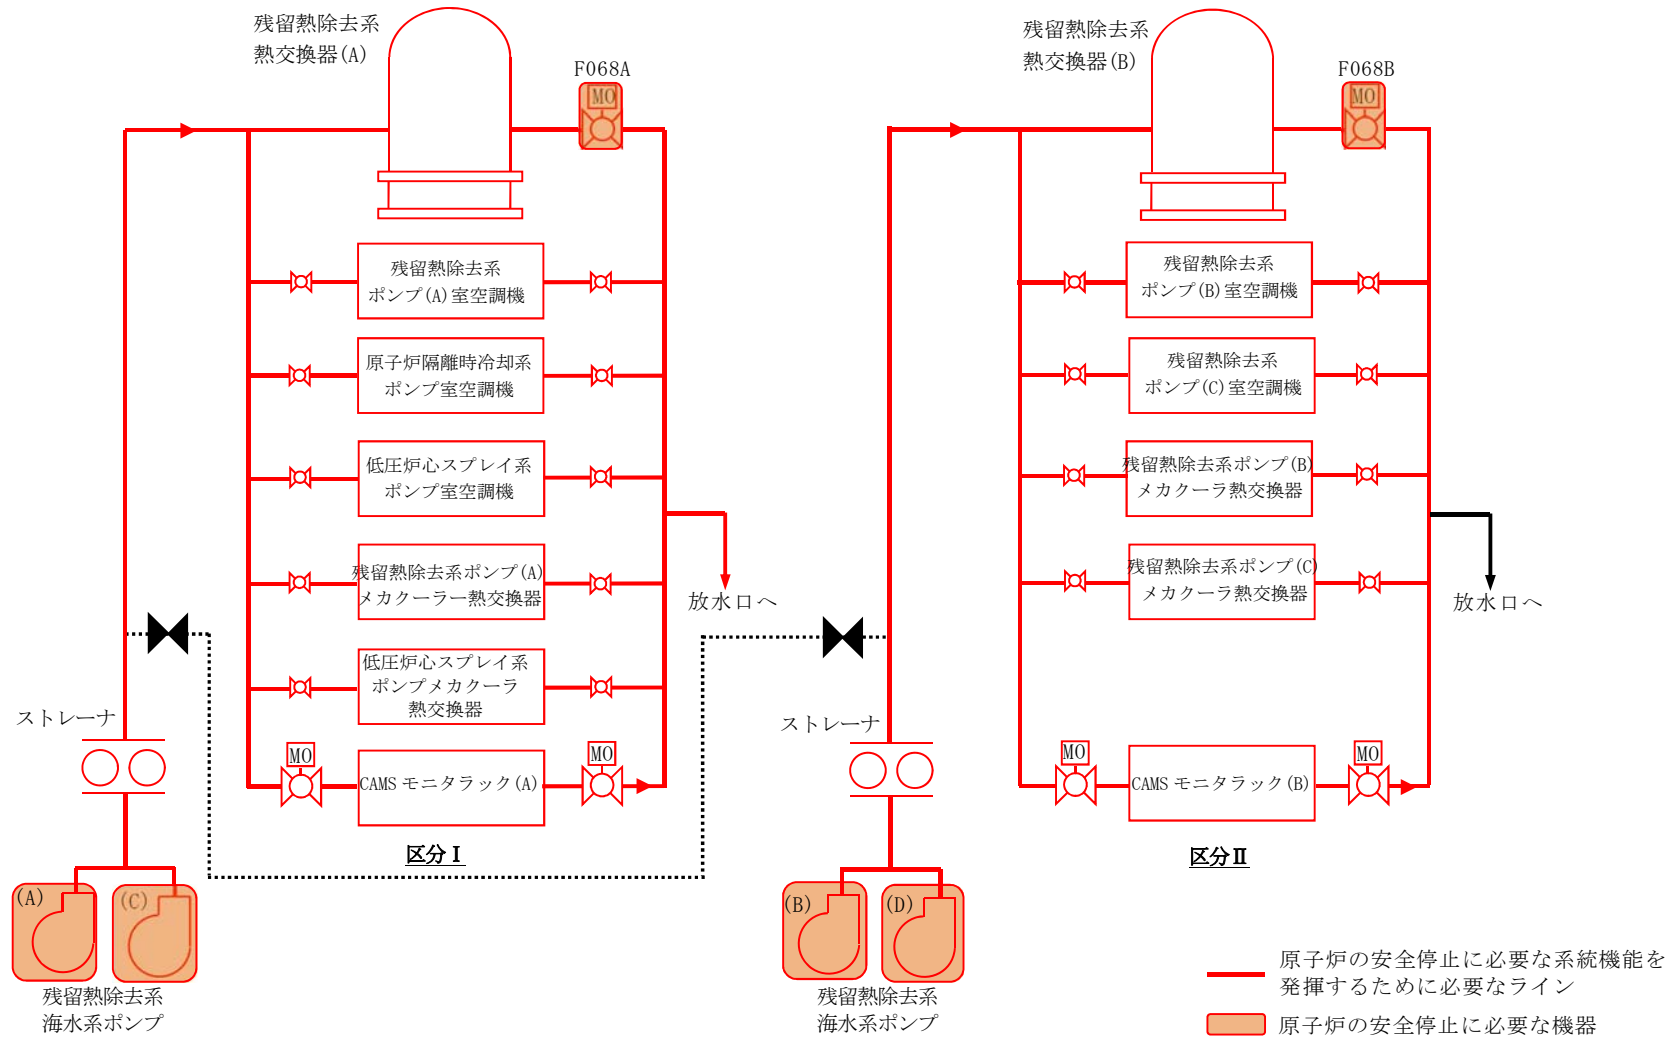 残留熱除去系
熱交換器(A)
F068A
MO
残留熱除去系
ポンプ(A)室空調機
原子炉隔離時冷却系
ポンプ室空調機
低圧炉心スプレイ系
ポンプ室空調機
残留熱除去系ポンプ(A)
メカクーラー熱交換器
低圧炉心スプレイ系
ポンプメカクーラ
熱交換器
MO
CAMSモニタラック(A)
MO
放水口へ
ストレーナ
区分Ⅰ
(A)
(C)
残留熱除去系
海水系ポンプ
残留熱除去系
熱交換器(B)
F068B
MO
残留熱除去系
ポンプ(B)室空調機
残留熱除去系
ポンプ(C)室空調機
残留熱除去系ポンプ(B)
メカクーラ熱交換器
残留熱除去系ポンプ(C)
メカクーラ熱交換器
MO
CAMSモニタラック(B)
MO
放水口へ
ストレーナ
区分Ⅱ
(B)
(D)
残留熱除去系
海水系ポンプ
原子炉の安全停止に必要な系統機能を
発揮するために必要なライン
原子炉の安全停止に必要な機器